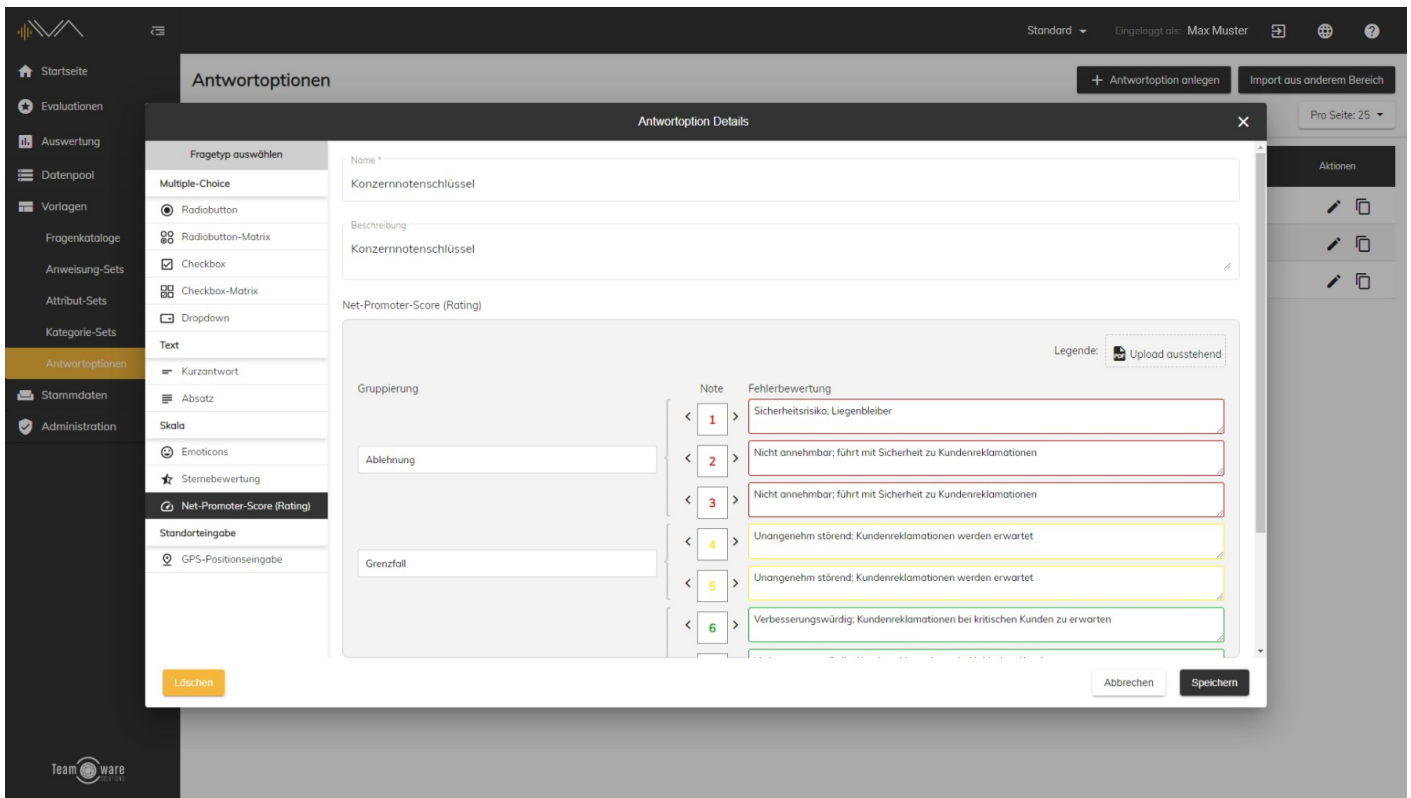 Standard
Eingeloggt als: Max Muster
Startseite
Evaluationen
Auswertung
Datenpool
Vorlagen
Fragenkataloge
Anweisung-Sets
Attribut-Sets
Kategorie-Sets
Antwortoptionen
Stammdaten
Administration
Team ware
SOLUTIONS
Antwortoptionen
+ Antwortoption anlegen
Import aus anderem Bereich
Pro Seite: 25
Aktionen
Antwortoption Details
Fragetyp auswählen
Multiple-Choice
Radiobutton
Radiobutton-Matrix
Checkbox
Checkbox-Matrix
Dropdown
Text
Kurzantwort
Absatz
Skala
Emoticons
Sternebewertung
Net-Promoter-Score (Rating)
Standorteingabe
GPS-Positionseingabe
Name *
Konzernnotenschlüssel
Beschreibung
Konzernnotenschlüssel
Net-Promoter-Score (Rating)
Legende: PDF Upload ausstehend
Gruppierung Note Fehlerbewertung
1 Sicherheitsrisiko; Liegenbleiber
Ablehnung 2 Nicht annehmbar; führt mit Sicherheit zu Kundenreklamationen
3 Nicht annehmbar; führt mit Sicherheit zu Kundenreklamationen
4 Unangenehm störend; Kundenreklamationen werden erwartet
Grenzfall
5 Unangenehm störend; Kundenreklamationen werden erwartet
6 Verbesserungswürdig; Kundenreklamationen bei kritischen Kunden zu erwarten
Löschen
Abbrechen
Speichern